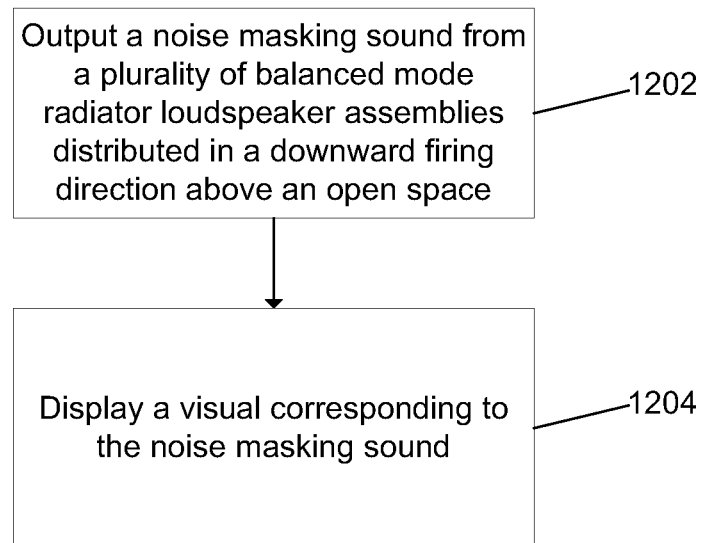 Output a noise masking sound from
a plurality of balanced mode
radiator loudspeaker assemblies
distributed in a downward firing
direction above an open space
1202
Display a visual corresponding to
the noise masking sound
1204